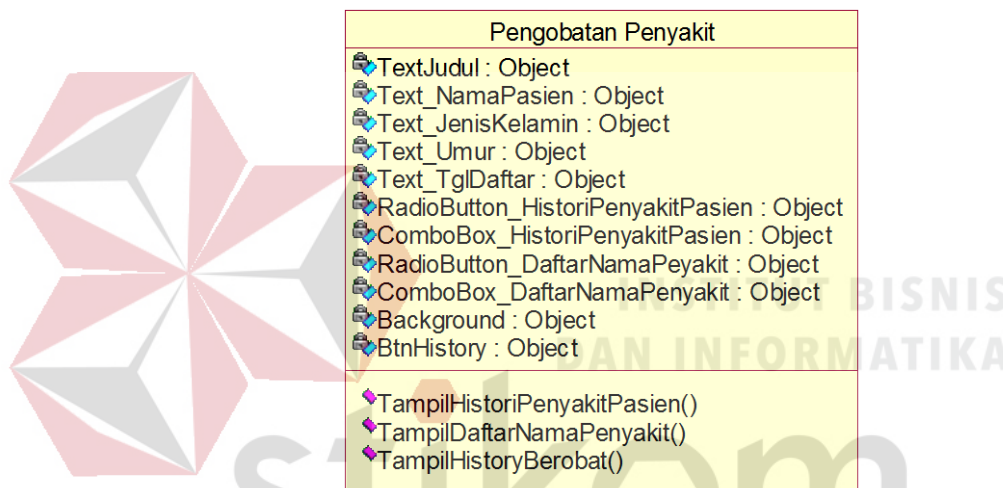 Pengobatan Penyakit
TextJudul : Object
Text_NamaPasien : Object
Text_JenisKelamin : Object
Text_Umur : Object
Text_TglDaftar : Object
RadioButton_HistoriPenyakitPasien : Object
ComboBox_HistoriPenyakitPasien : Object
RadioButton_DaftarNamaPeyakit : Object
ComboBox_DaftarNamaPenyakit : Object
Background : Object
BtnHistory : Object
TampilHistoriPenyakitPasien()
TampilDaftarNamaPenyakit()
TampilHistoryBerobat()
INSTITUT BISNIS
DAN INFORMATIKA
stikom